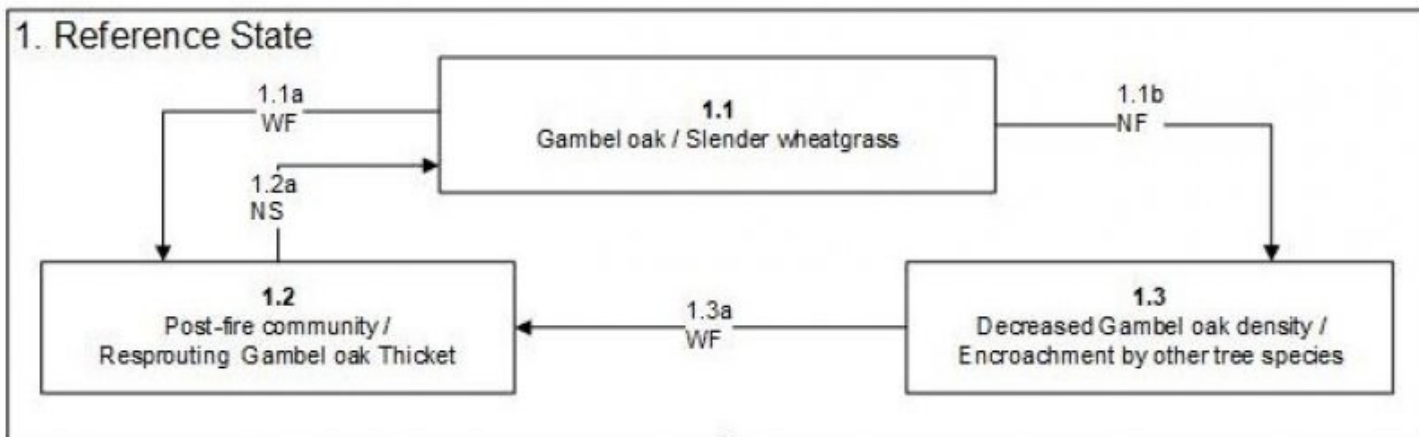 1. Reference State
1.1a
WF
1.1
Gambel oak / Slender wheatgrass
1.1b
NF
1.2a
NS
1.2
Post-fire community /
Resprouting Gambel oak Thicket
1.3a
WF
1.3
Decreased Gambel oak density /
Encroachment by other tree species